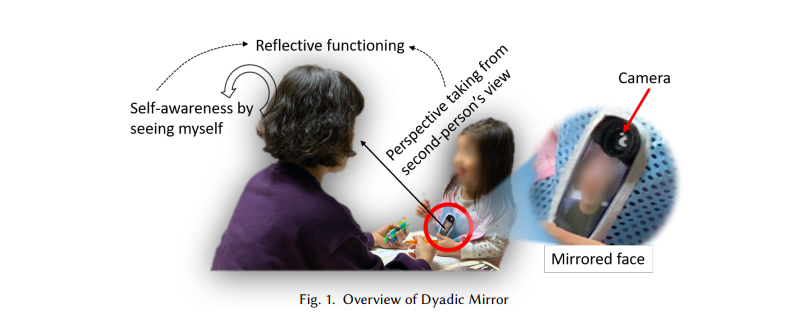 Reflective functioning
Self-awareness by
seeing myself
Perspective taking from
second-person's view
Camera
Mirrored face
Fig. 1. Overview of Dyadic Mirror